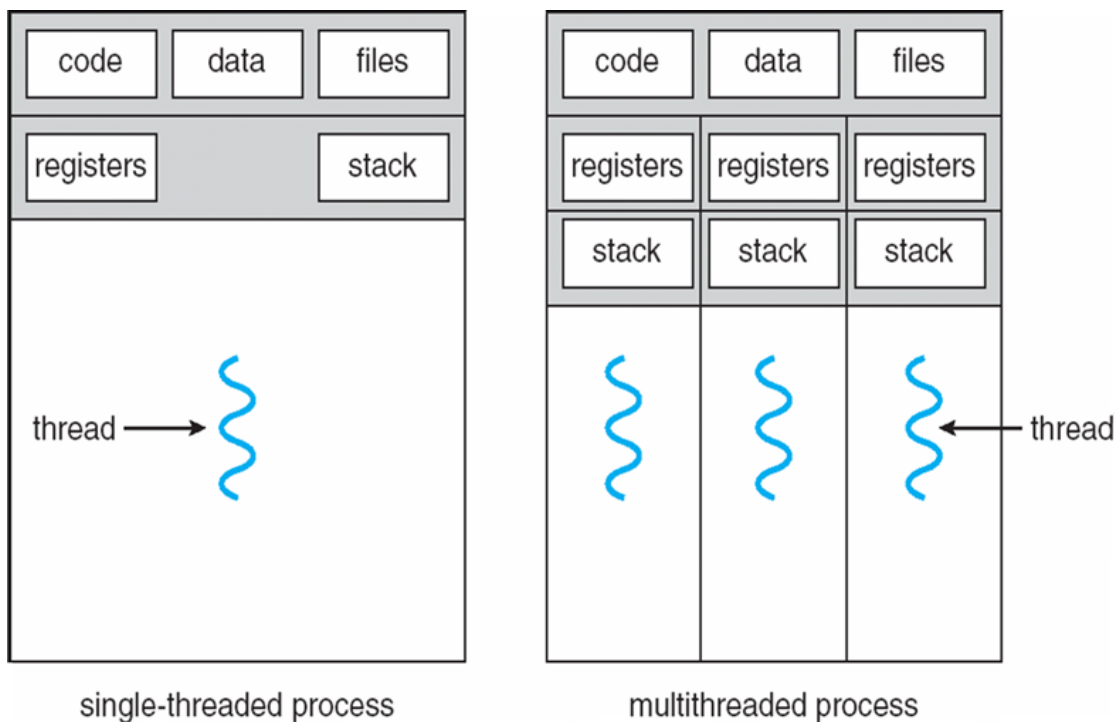 code data files
registers stack
thread
single-threaded process
code data files
registers registers registers
stack stack stack
thread
multithreaded process